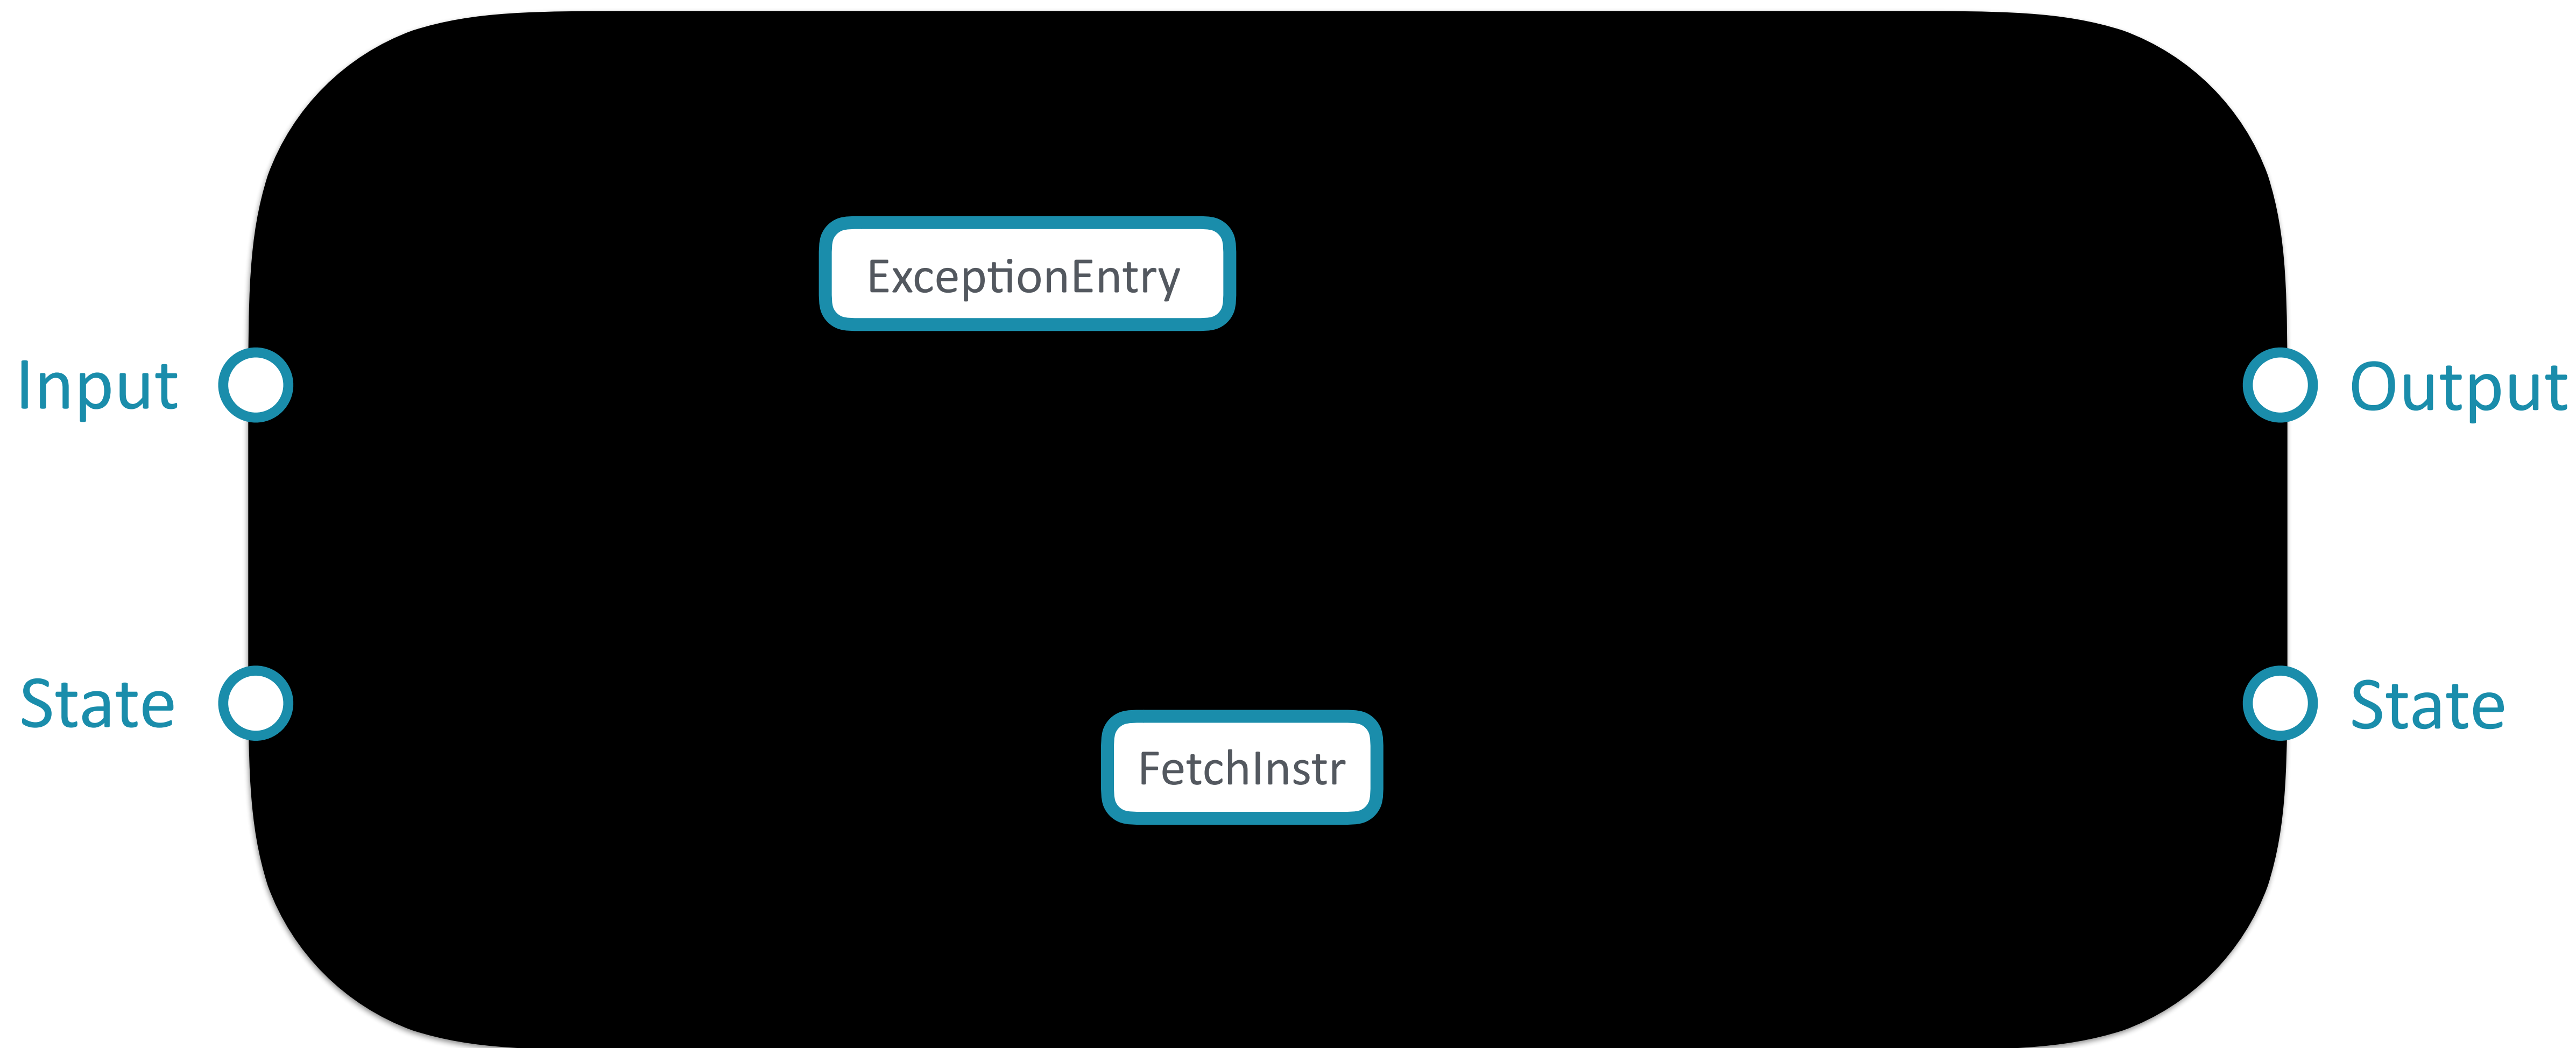 ExceptionEntry
Input
Output
State
State
FetchInstr